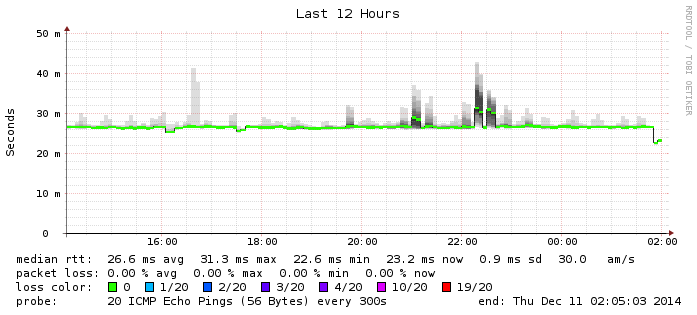 Last 12 Hours
RRDTOOL / TOBI OETIKER
Seconds
50 m
40 m
30 m
20 m
10 m
0
16:00 18:00 20:00 22:00 00:00 02:00
median rtt: 26.6 ms avg 31.3 ms max 22.6 ms min 23.2 ms now 0.9 ms sd 30.0 am/s
packet loss: 0.00 % avg 0.00 % max 0.00 % min 0.00 % now
loss color: 0 1/20 2/20 3/20 4/20 10/20 19/20
probe: 20 ICMP Echo Pings (56 Bytes) every 300s end: Thu Dec 11 02:05:03 2014